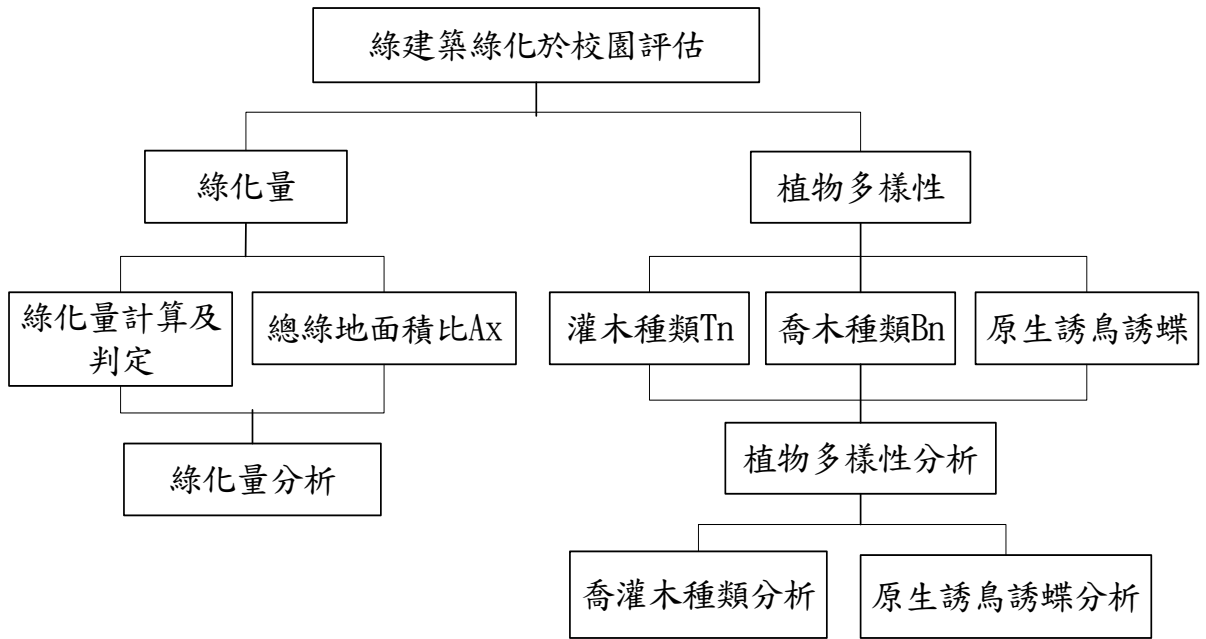 綠建築綠化於校園評估
綠化量
植物多樣性
綠化量計算及
判定
總綠地面積比Ax
灌木種類Tn
喬木種類Bn
原生誘鳥誘蝶
綠化量分析
植物多樣性分析
喬灌木種類分析
原生誘鳥誘蝶分析